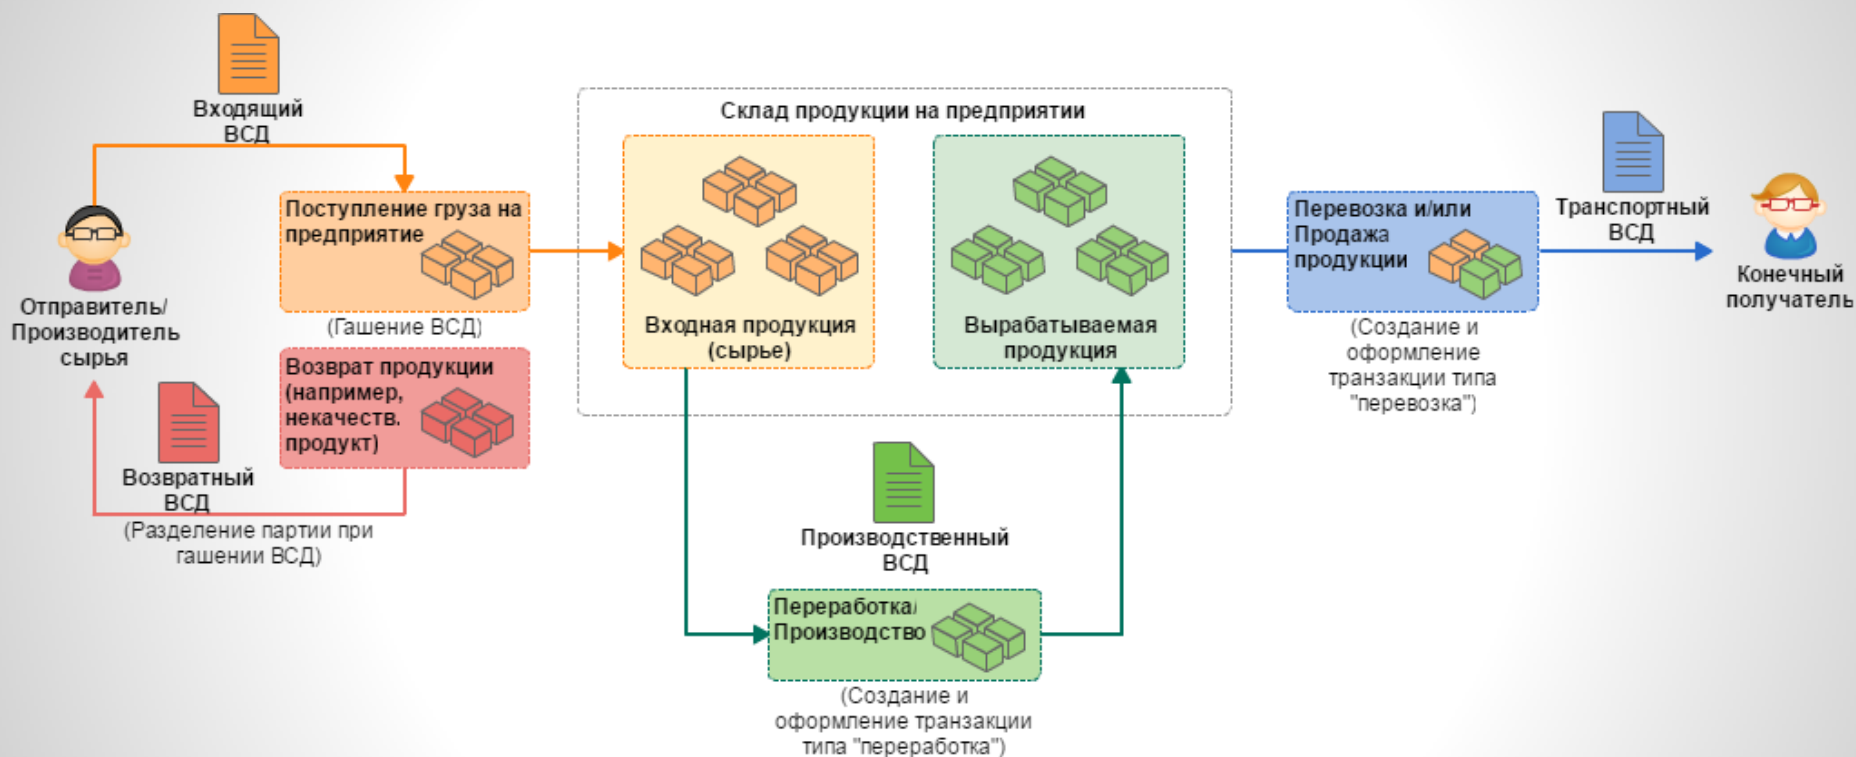 Входящий
ВСД
Отправитель/
Производитель
сырья
Поступление груза на
предприятие
(Гашение ВСД)
Возврат продукции
(например,
некачеств.
продукт)
Возвратный
ВСД
(Разделение партии при
гашении ВСД)
Склад продукции на предприятии
Входная продукция
(сырье)
Вырабатываемая
продукция
Производственный
ВСД
Переработка/
Производство
(Создание и
оформление транзакции
типа "переработка")
Перевозка и/или
Продажа
продукции
(Создание и
оформление
транзакции типа
"перевозка")
Транспортный
ВСД
Конечный
получатель